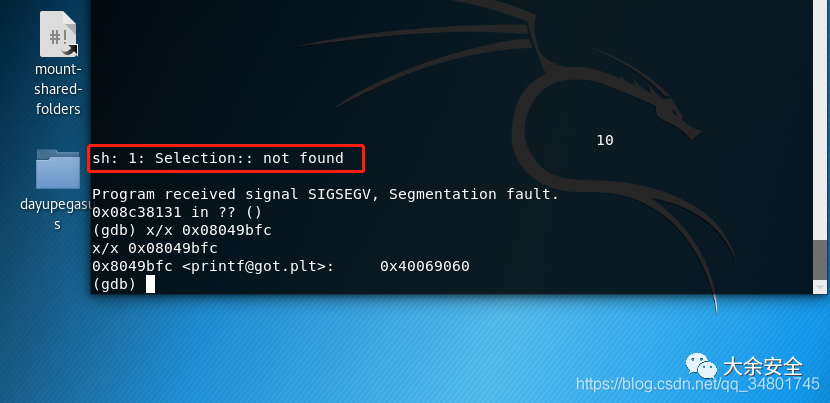 #!
mount-
shared-
folders
dayupegasu
s
10
sh: 1: Selection:: not found
Program received signal SIGSEGV, Segmentation fault.
0x08c38131 in ?? ()
(gdb) x/x 0x08049bfc
x/x 0x08049bfc
0x8049bfc <printf@got.plt>:     0x40069060
(gdb)
大余安全
https://blog.csdn.net/qq_34801745